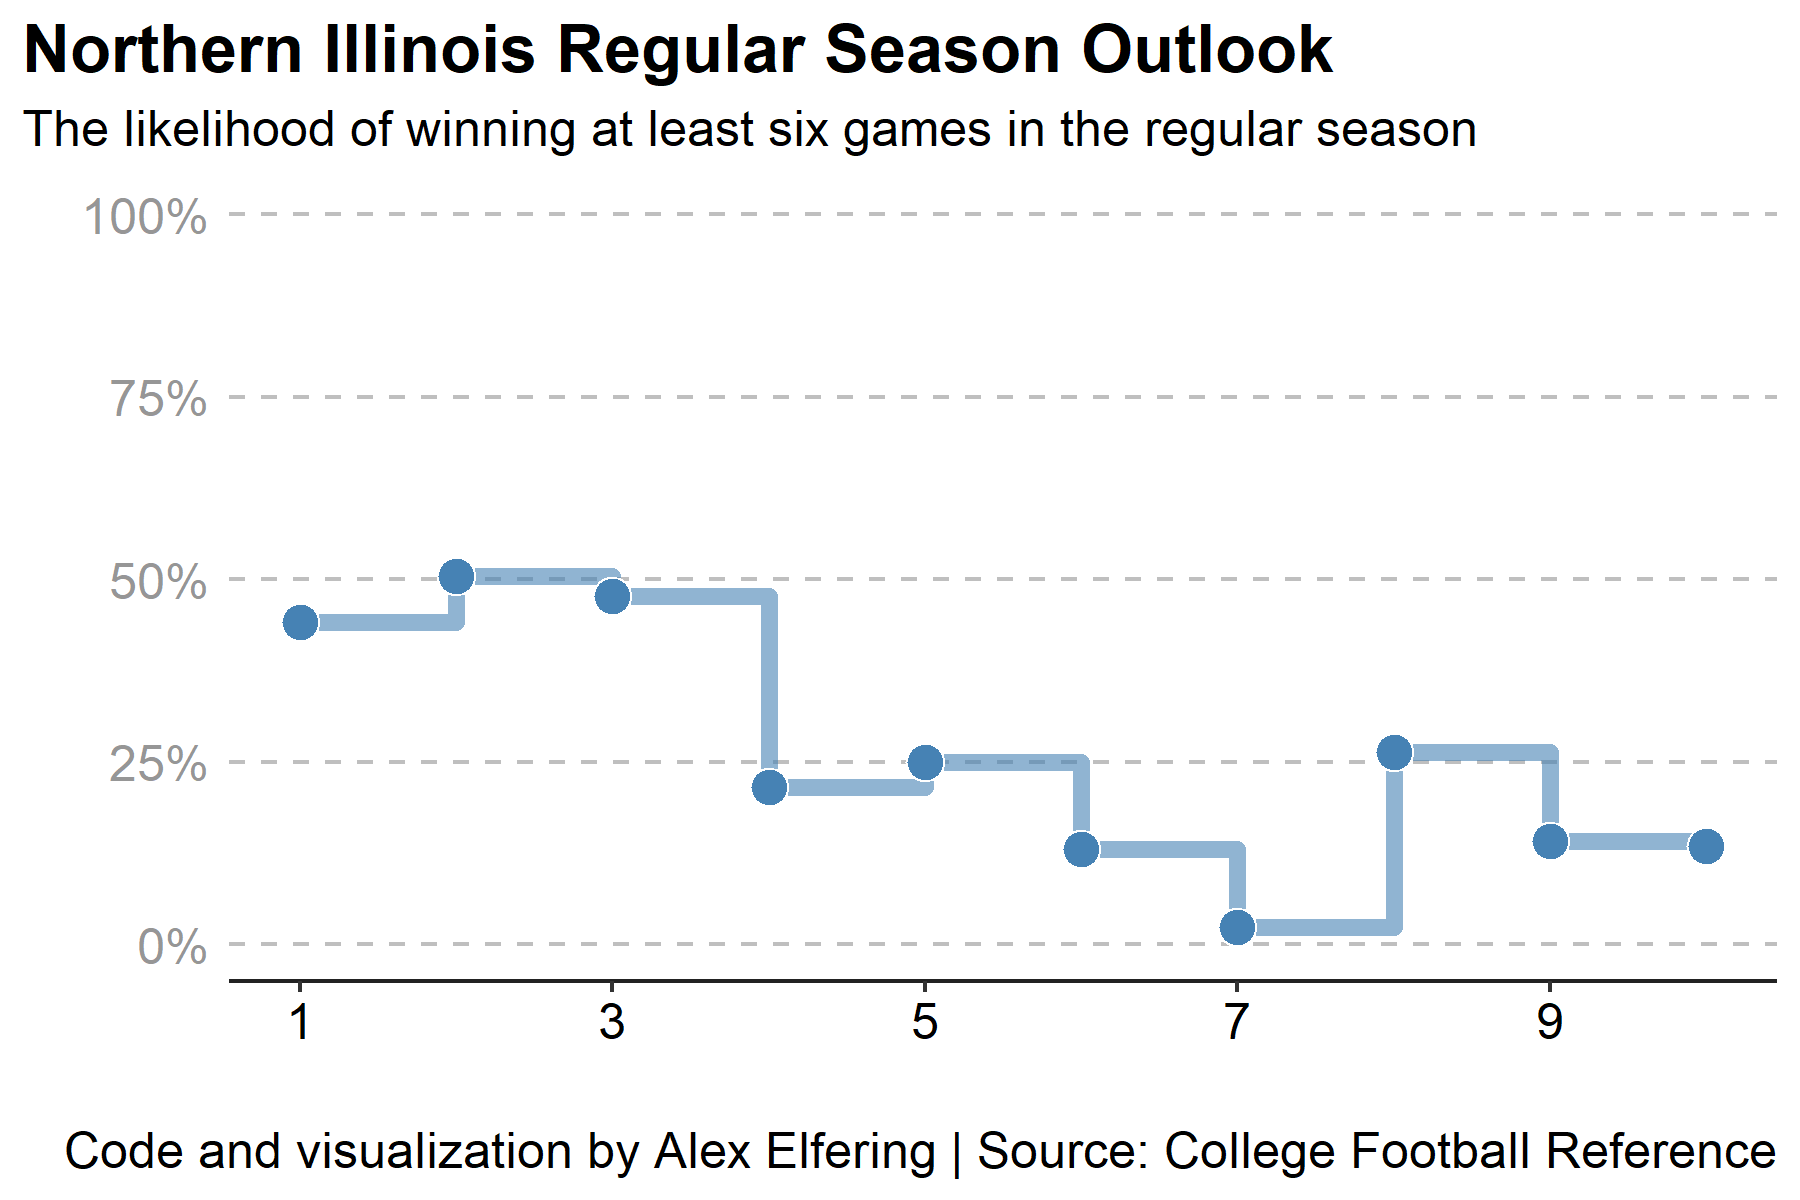 Northern Illinois Regular Season Outlook
The likelihood of winning at least six games in the regular season
100%
75%
50%
25%
0%
1 3 5 7 9
Code and visualization by Alex Elfering | Source: College Football Reference